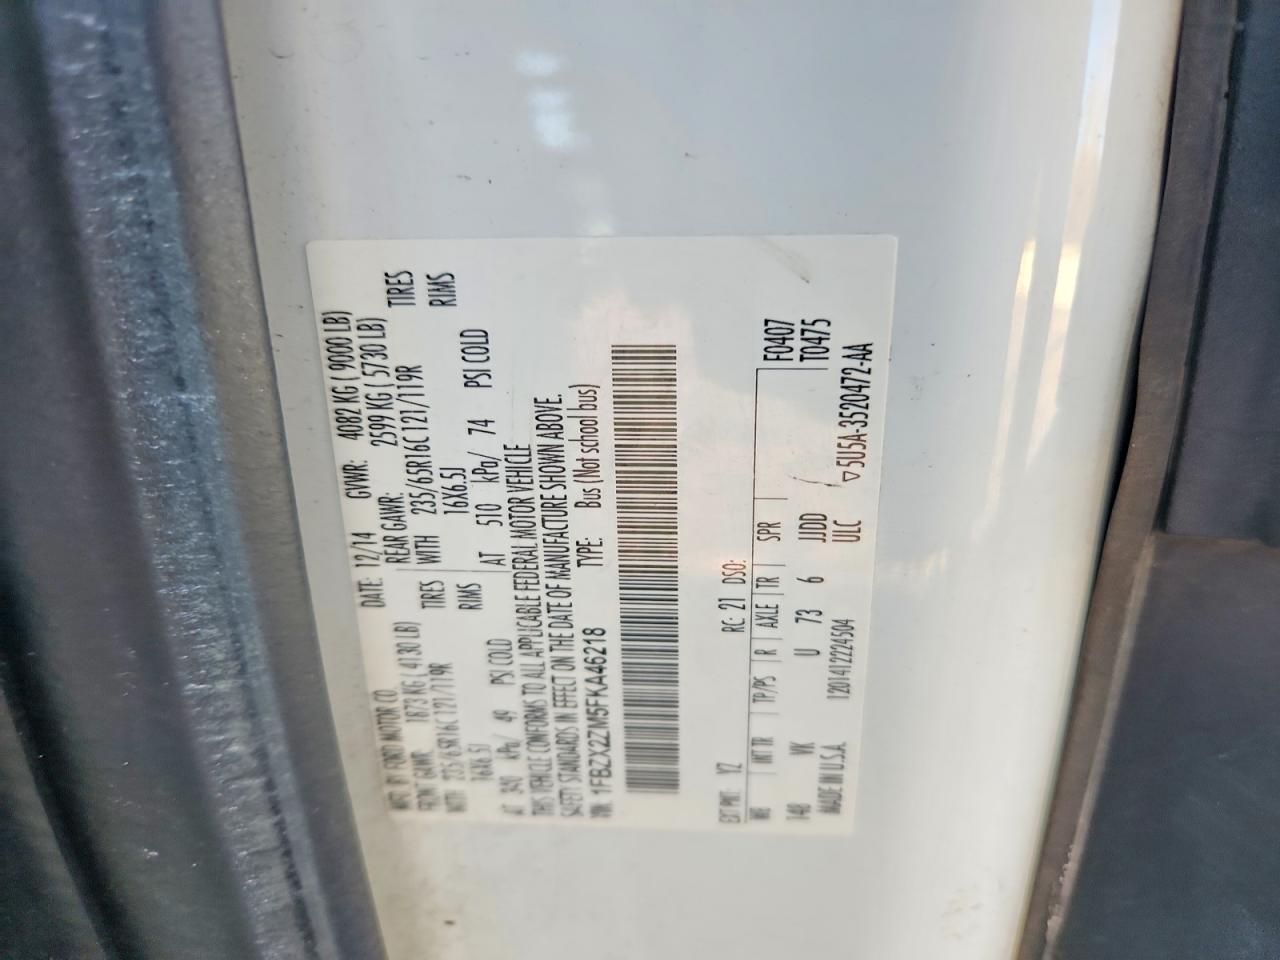 MFD. BY FORD MOTOR CO.
DATE: 12/14 GVWR: 4082 KG ( 9000 LB)
FRONT GAWR: 1873 KG( 4130 LB) REAR GAWR: 2599 KG ( 5730 LB)
WITH 235/65R16C 121/119R TIRES WITH 235/65R16C 121/119R TIRES
16X6.5J RIMS 16X6.5J RIMS
AT 340 kPa/ 49 PSI COLD AT 510 kPa/ 74 PSI COLD
THIS VEHICLE CONFORMS TO ALL APPLICABLE FEDERAL MOTOR VEHICLE
SAFETY STANDARDS IN EFFECT ON THE DATE OF MANUFACTURE SHOWN ABOVE.
VIN: 1FBZX2ZM5FKA46218 TYPE: Bus (Not school bus)
EXT PNT: YZ RC: 21 DSO: F0407
WB INT TR TP/PS R AXLE TR SPR T0475
148 VK U 73 6 JJDD
MADE IN U.S.A. 1201412224504 ULC ▽5U5A-3520472-AA